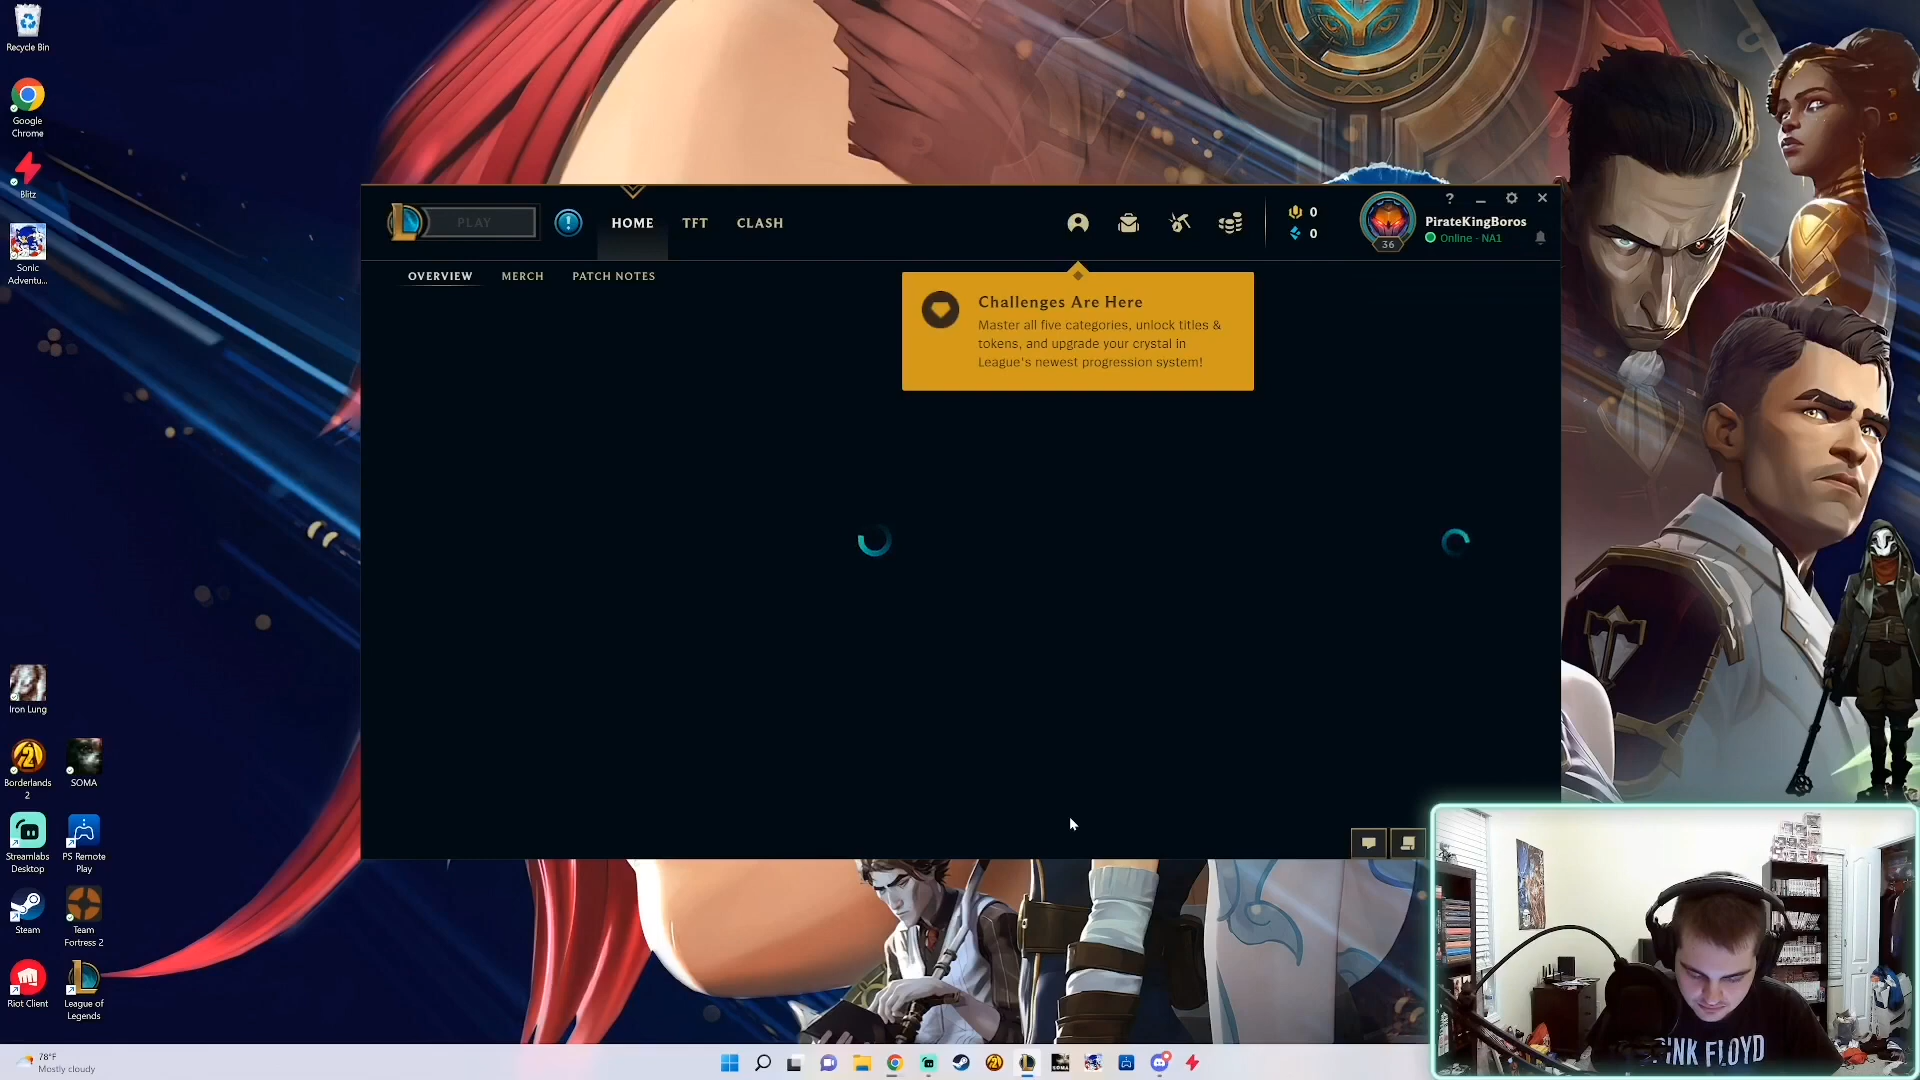 Recycle Bin
Google
Chrome
Blitz
Sonic
Adventu...
Iron Lung
Borderlands
2
SOMA
Streamlabs
Desktop
PS Remote
Play
Steam
Team
Fortress 2
Riot Client
League of
Legends
PLAY
HOME
TFT
CLASH
0
0
36
PirateKingBoros
Online - NA1
OVERVIEW
MERCH
PATCH NOTES
Challenges Are Here
Master all five categories, unlock titles &
tokens, and upgrade your crystal in
League's newest progression system!
INK FLOYD
78°F
Mostly cloudy
SOMA